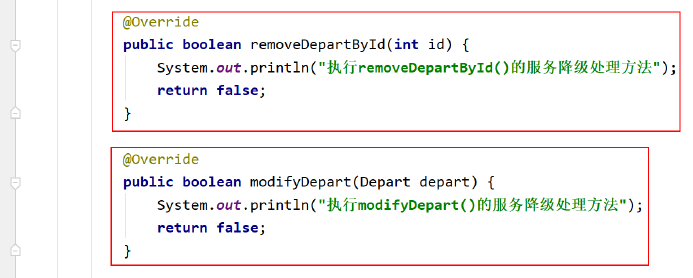 @Override
public boolean removeDepartById(int id) {
System.out.println("执行removeDepartById()的服务降级处理方法");
return false;
}
@Override
public boolean modifyDepart(Depart depart) {
System.out.println("执行modifyDepart()的服务降级处理方法");
return false;
}